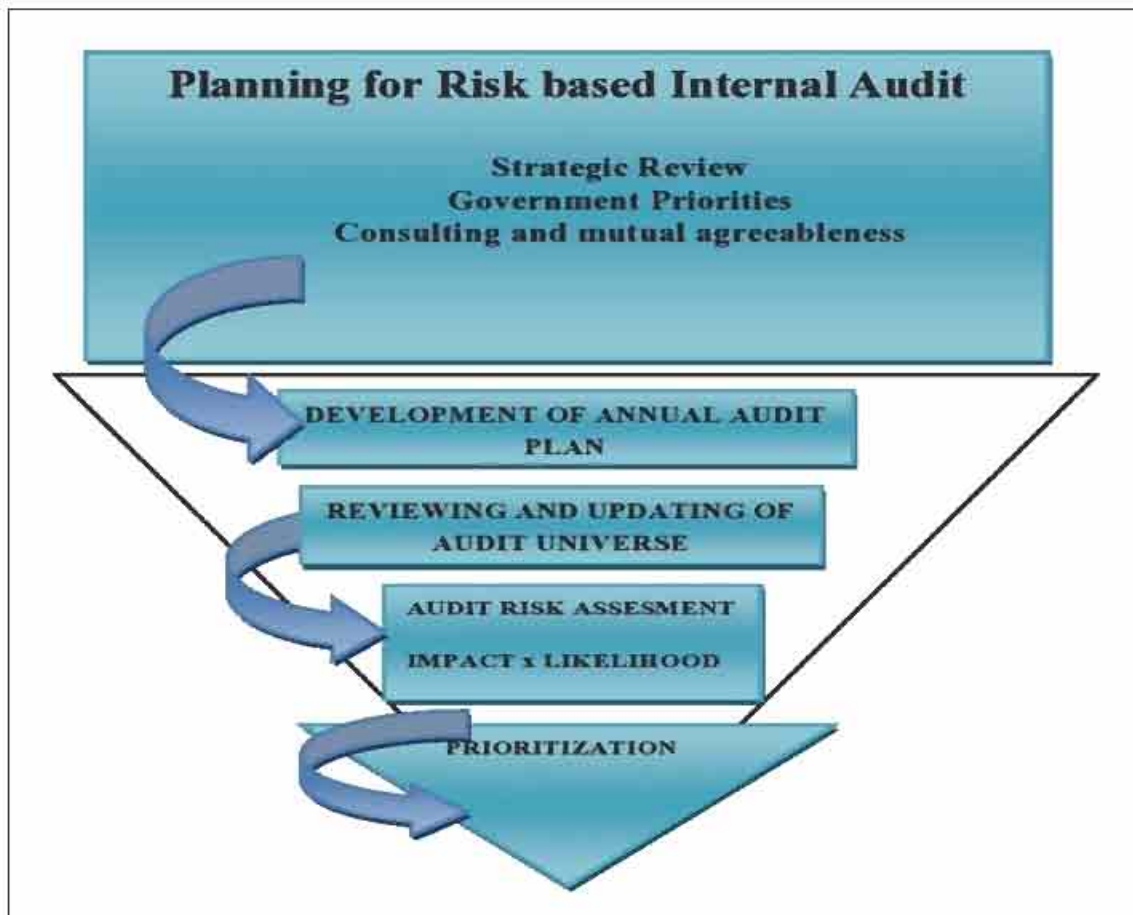 Planning for Risk based Internal Audit
Strategic Review
Government Priorities
Consulting and mutual agreeableness
DEVELOPMENT OF ANNUAL AUDIT
PLAN
REVIEWING AND UPDATING OF
AUDIT UNIVERSE
AUDIT RISK ASSESMENT
IMPACT x LIKELIHOOD
PRIORITIZATION